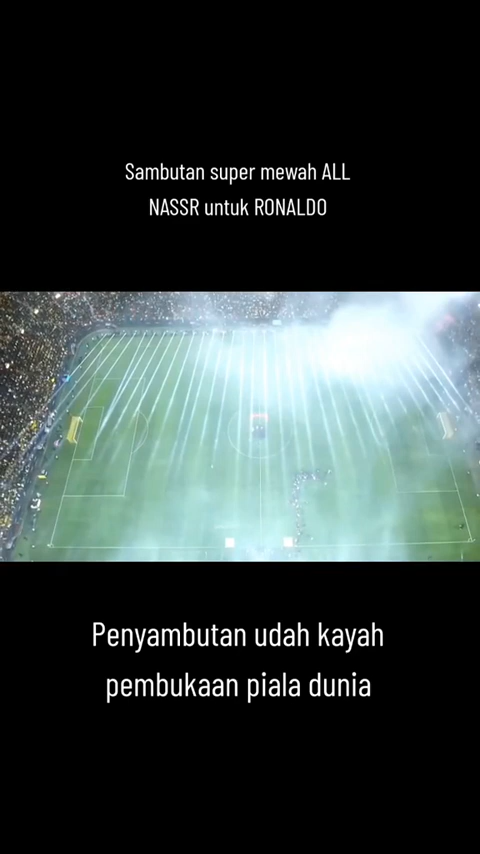 Sambutan super mewah ALL
NASSR untuk RONALDO
Penyambutan udah kayah
pembukaan piala dunia